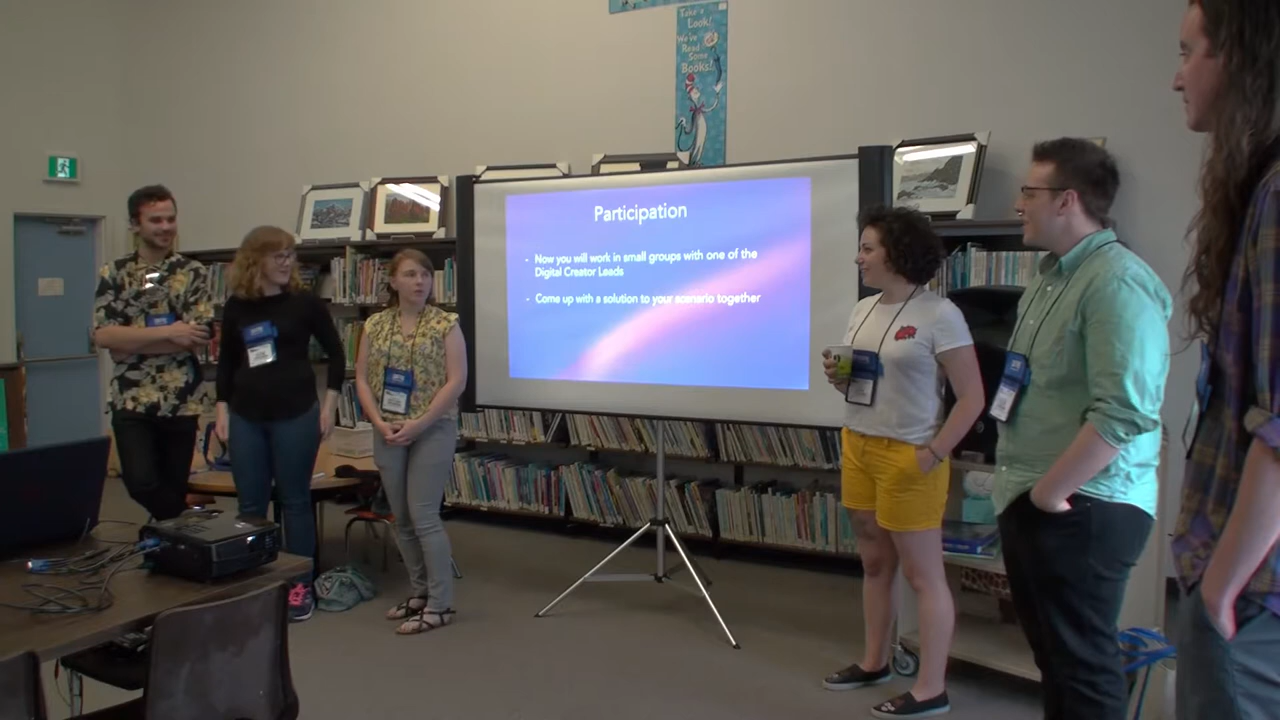 Take a
Look!
We've
Read
Some
Books!
Participation
- Now you will work in small groups with one of the
Digital Creator Leads
- Come up with a solution to your scenario together